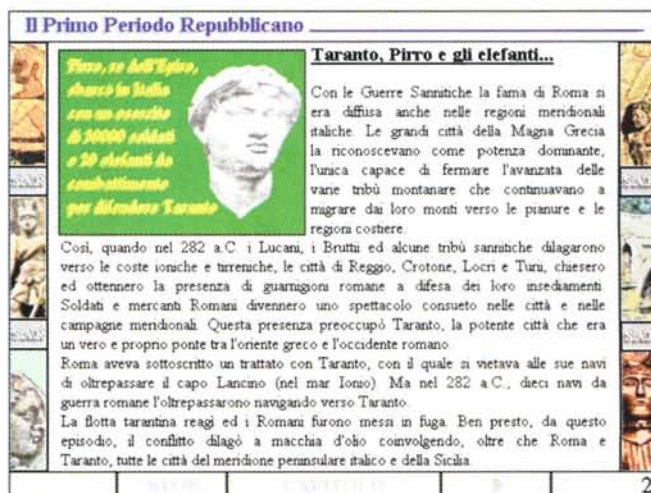 Il Primo Periodo Repubblicano
Pirro, re dell'Epiro,
sbarco in Italia
con un esercito
di 30000 soldati
e 20 elefanti da
combattimento
per difendere Taranto
Taranto, Pirro e gli elefanti...
Con le Guerre Sannitiche la fama di Roma si
era diffusa anche nelle regioni meridionali
italiche. Le grandi città della Magna Grecia
la riconoscevano come potenza dominante,
l'unica capace di fermare l'avanzata delle
varie tribù montanare che continuavano a
migrare dai loro monti verso le pianure e le
regioni costiere.
Così, quando nel 282 a.C. i Lucani, i Bruttii ed alcune tribù sannitiche dilagarono
verso le coste ioniche e tirreniche, le città di Reggio, Crotone, Locri e Turii, chiesero
ed ottennero la presenza di guarnigioni romane a difesa dei loro insediamenti.
Soldati e mercanti Romani divennero uno spettacolo consueto nelle città e nelle
campagne meridionali. Questa presenza preoccupò Taranto, la potente città che era
un vero e proprio ponte tra l'oriente greco e l'occidente romano.
Roma aveva sottoscritto un trattato con Taranto, con il quale si vietava alle sue navi
di oltrepassare il capo Lancino (nel mar Ionio). Ma nel 282 a.C., dieci navi da
guerra romane l'oltrepassarono navigando verso Taranto.
La flotta tarantina reagì ed i Romani furono messi in fuga. Ben presto, da questo
episodio, il conflitto dilagò a macchia d'olio coinvolgendo, oltre che Roma e
Taranto, tutte le città del meridione peninsulare italico e della Sicilia.
CAPITOLO
2